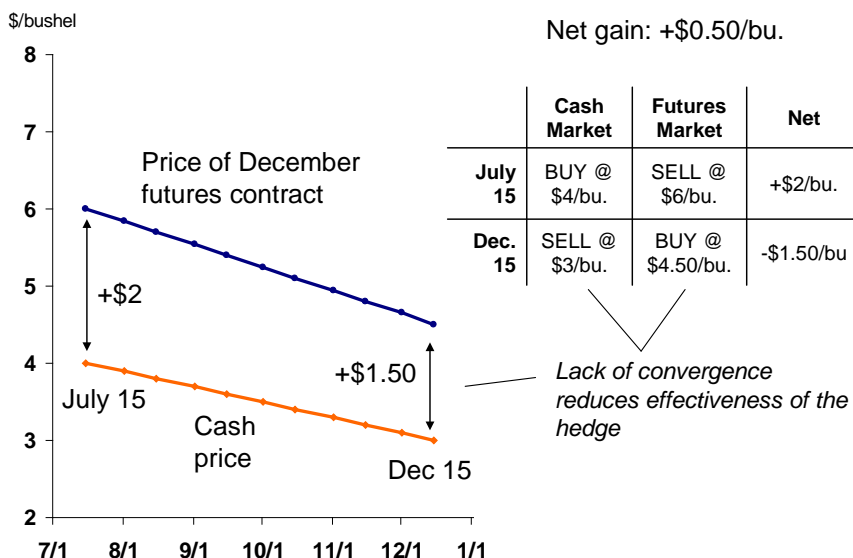 $/bushel
Net gain: +$0.50/bu.
8
7
6
5
4
3
2
7/1 8/1 9/1 10/1 11/1 12/1 1/1
Price of December
futures contract
+$2
+$1.50
July 15
Cash
price
Dec 15
Cash Market Futures Market Net
July 15 BUY @ $4/bu. SELL @ $6/bu. +$2/bu.
Dec. 15 SELL @ $3/bu. BUY @ $4.50/bu. -$1.50/bu
Lack of convergence
reduces effectiveness of the
hedge